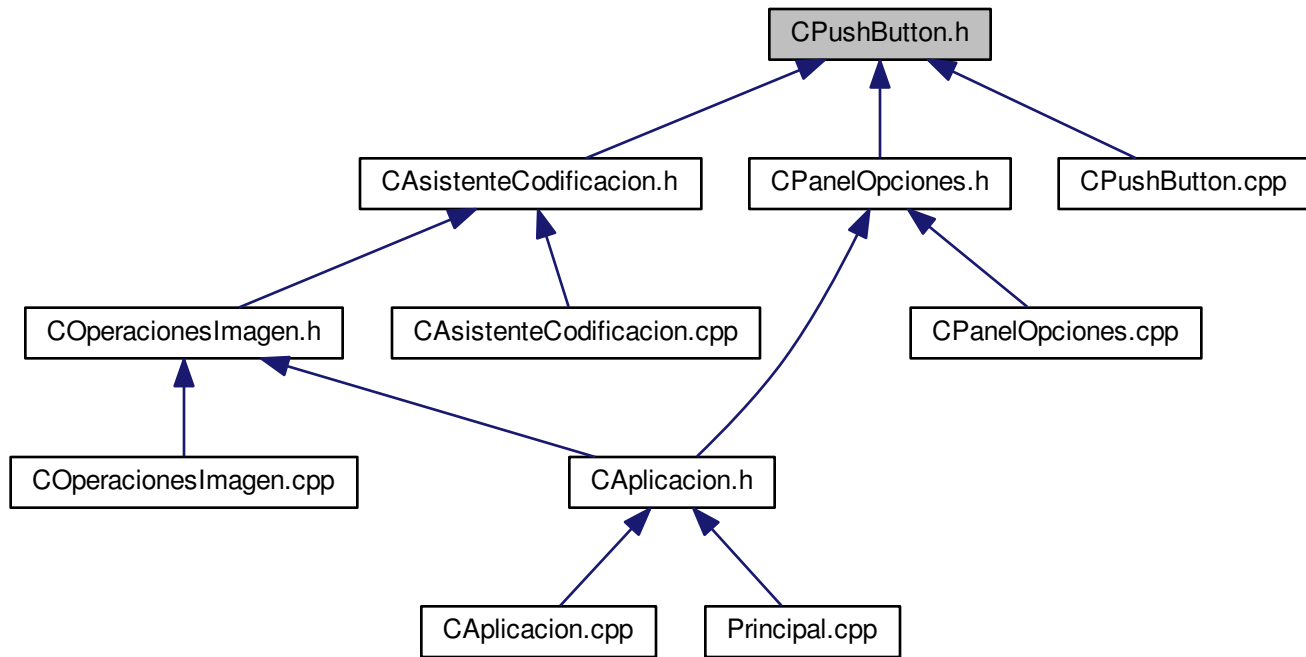 CPushButton.h
CAsistenteCodificacion.h
CPanelOpciones.h
CPushButton.cpp
COperacionesImagen.h
CAsistenteCodificacion.cpp
CPanelOpciones.cpp
COperacionesImagen.cpp
CAplicacion.h
CAplicacion.cpp
Principal.cpp